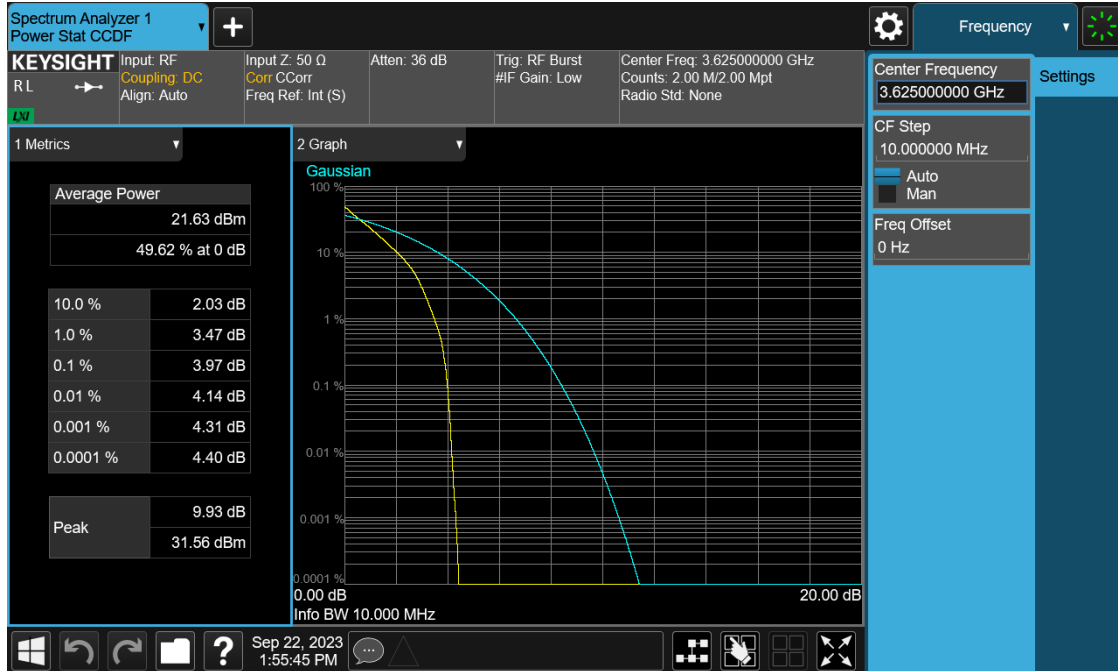 Spectrum Analyzer 1
Power Stat CCDF
Frequency
KEYSIGHT
R L
LXI
Input: RF
Coupling: DC
Align: Auto
Input Z: 50 Ω
Corr CCorr
Freq Ref: Int (S)
Atten: 36 dB
Trig: RF Burst
#IF Gain: Low
Center Freq: 3.625000000 GHz
Counts: 2.00 M/2.00 Mpt
Radio Std: None
Center Frequency
3.625000000 GHz
Settings
CF Step
10.000000 MHz
Auto
Man
Freq Offset
0 Hz
1 Metrics
Average Power
21.63 dBm
49.62 % at 0 dB
10.0 % 2.03 dB
1.0 % 3.47 dB
0.1 % 3.97 dB
0.01 % 4.14 dB
0.001 % 4.31 dB
0.0001 % 4.40 dB
Peak
9.93 dB
31.56 dBm
2 Graph
Gaussian
100 %
10 %
1 %
0.1 %
0.01 %
0.001 %
0.0001 %
0.00 dB 20.00 dB
Info BW 10.000 MHz
?
Sep 22, 2023
1:55:45 PM